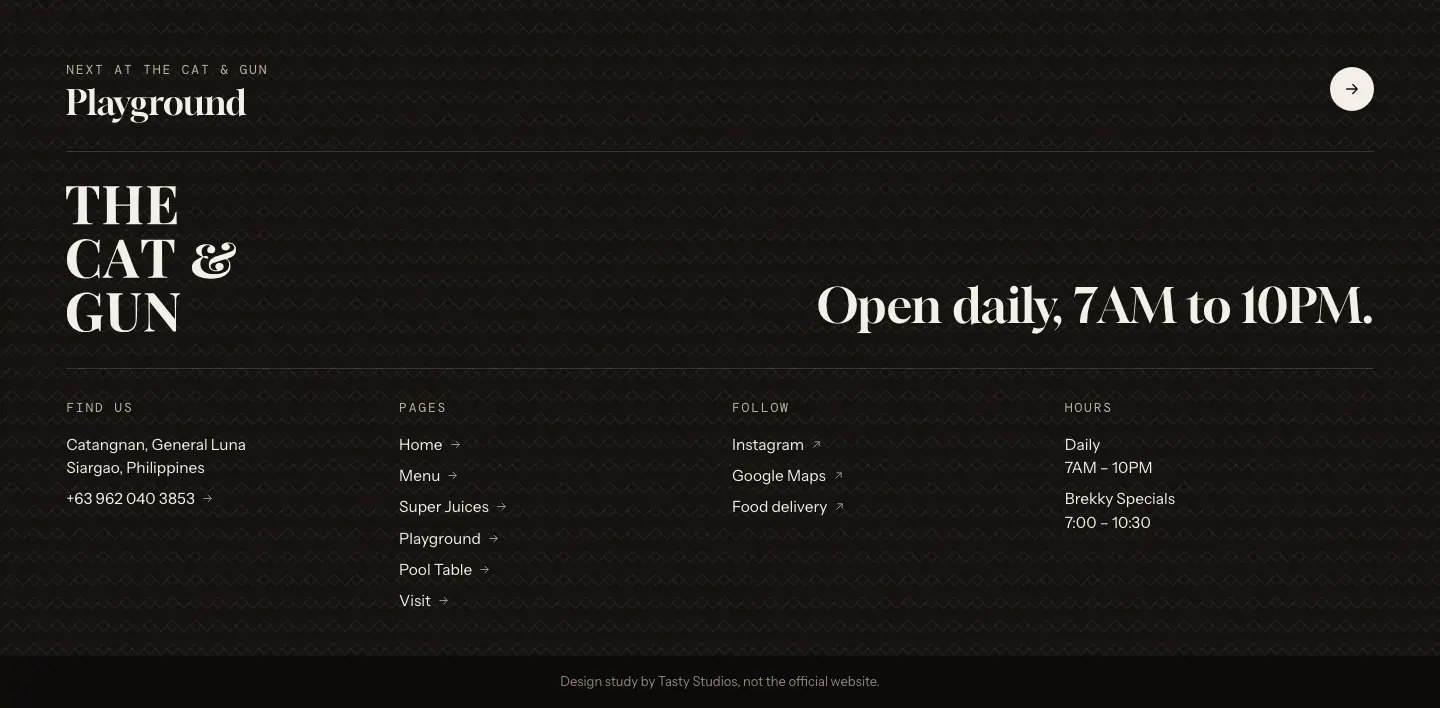 NEXT AT THE CAT & GUN
Playground
→
THE
CAT &
GUN
Open daily, 7AM to 10PM.
FIND US
Catangnan, General Luna
Siargao, Philippines
+63 962 040 3853 →
PAGES
Home →
Menu →
Super Juices →
Playground →
Pool Table →
Visit →
FOLLOW
Instagram ↗
Google Maps ↗
Food delivery ↗
HOURS
Daily
7AM – 10PM
Brekky Specials
7:00 – 10:30
Design study by Tasty Studios, not the official website.